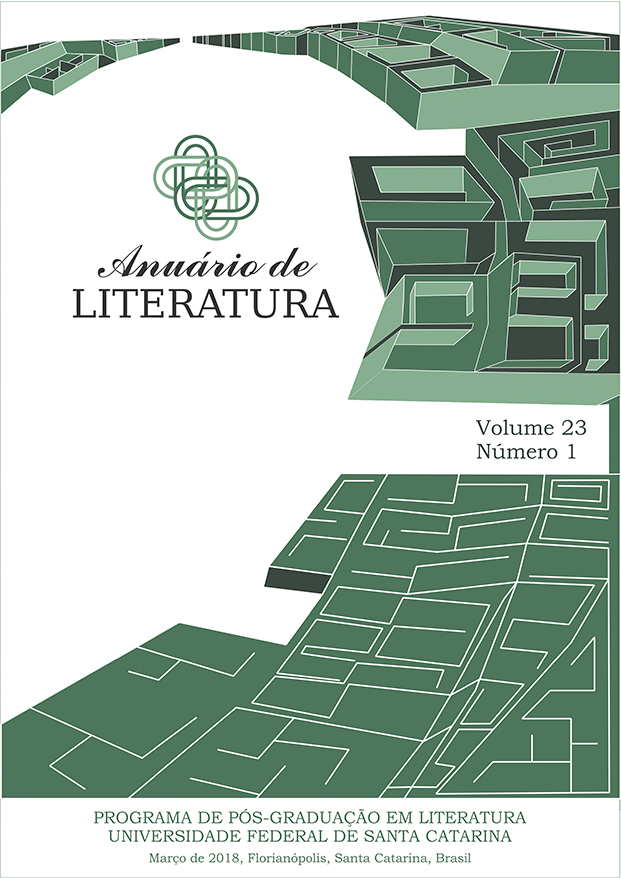 Anuário de
LITERATURA
Volume 23
Número 1
PROGRAMA DE PÓS-GRADUAÇÃO EM LITERATURA
UNIVERSIDADE FEDERAL DE SANTA CATARINA
Março de 2018, Florianópolis, Santa Catarina, Brasil